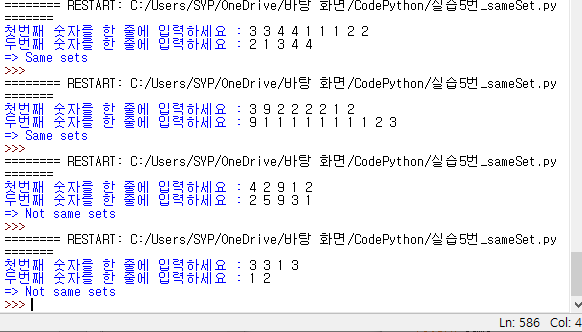 ======== RESTART: C:/Users/SYP/OneDrive/바탕 화면/CodePython/실습5번_sameSet.py
=======
첫번째 숫자를 한 줄에 입력하세요 : 3 3 4 4 1 1 1 2 2
두번째 숫자를 한 줄에 입력하세요 : 2 1 3 4 4
=> Same sets
>>>
======== RESTART: C:/Users/SYP/OneDrive/바탕 화면/CodePython/실습5번_sameSet.py
=======
첫번째 숫자를 한 줄에 입력하세요 : 3 9 2 2 2 2 1 2
두번째 숫자를 한 줄에 입력하세요 : 9 1 1 1 1 1 1 1 1 1 2 3
=> Same sets
>>>
======== RESTART: C:/Users/SYP/OneDrive/바탕 화면/CodePython/실습5번_sameSet.py
=======
첫번째 숫자를 한 줄에 입력하세요 : 4 2 9 1 2
두번째 숫자를 한 줄에 입력하세요 : 2 5 9 3 1
=> Not same sets
>>>
======== RESTART: C:/Users/SYP/OneDrive/바탕 화면/CodePython/실습5번_sameSet.py
=======
첫번째 숫자를 한 줄에 입력하세요 : 3 3 1 3
두번째 숫자를 한 줄에 입력하세요 : 1 2
=> Not same sets
>>>
Ln: 586 Col: 4